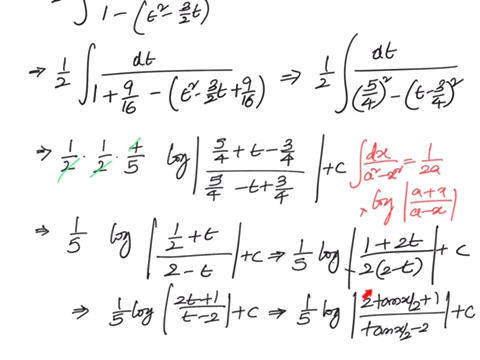 ∫ / 1 - (t² - 3/2 t)
⇒ 1/2 ∫ dt / (1 + 9/16 - (t² - 3/2 t + 9/16)) ⇒ 1/2 ∫ dt / ((5/4)² - (t - 3/4)²)
⇒ 1/2 · 1/2 · 4/5 log | (5/4 + t - 3/4) / (5/4 - t + 3/4) | + c
∫ dx / (a² - x²) = 1/2a
× log | (a+x) / (a-x) |
⇒ 1/5 log | (1/2 + t) / (2 - t) | + c ⇒ 1/5 log | (1 + 2t) / (2(2-t)) | + c
⇒ 1/5 log | (2t+1) / (t-2) | + c ⇒ 1/5 log | (2tanx/2 + 1) / (tanx/2 - 2) | + c